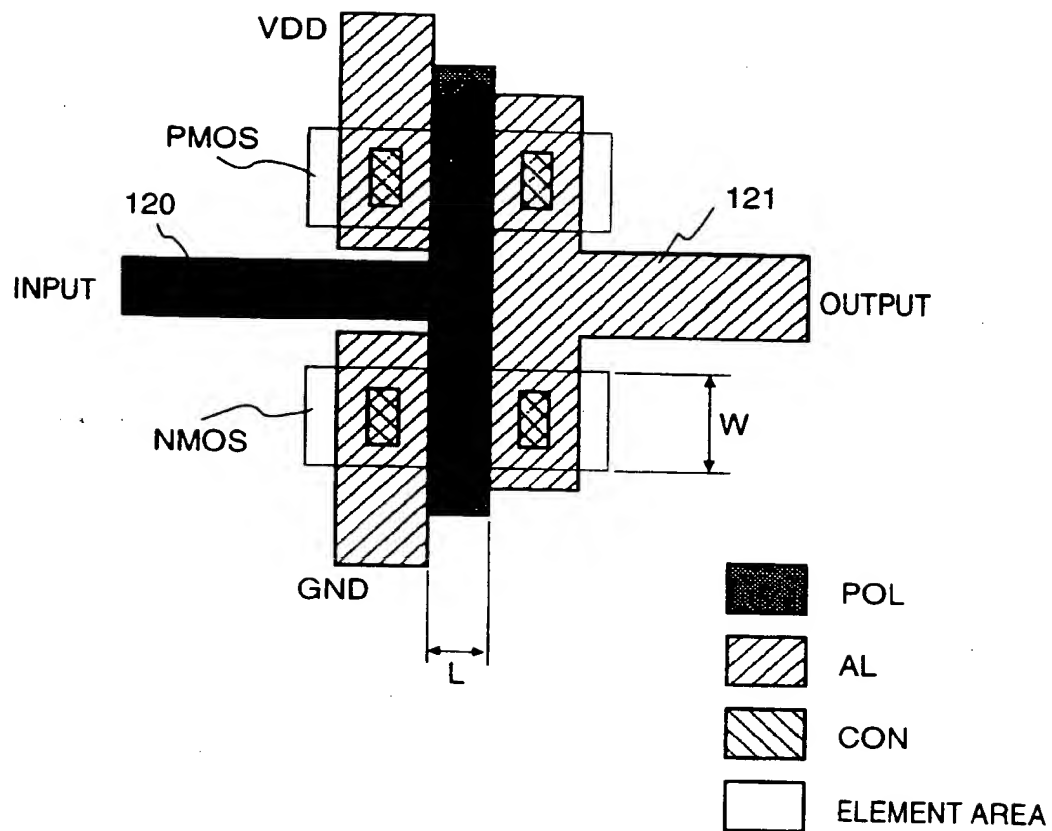 VDD
PMOS
120
121
INPUT
OUTPUT
NMOS
W
GND
L
POL
AL
CON
ELEMENT AREA